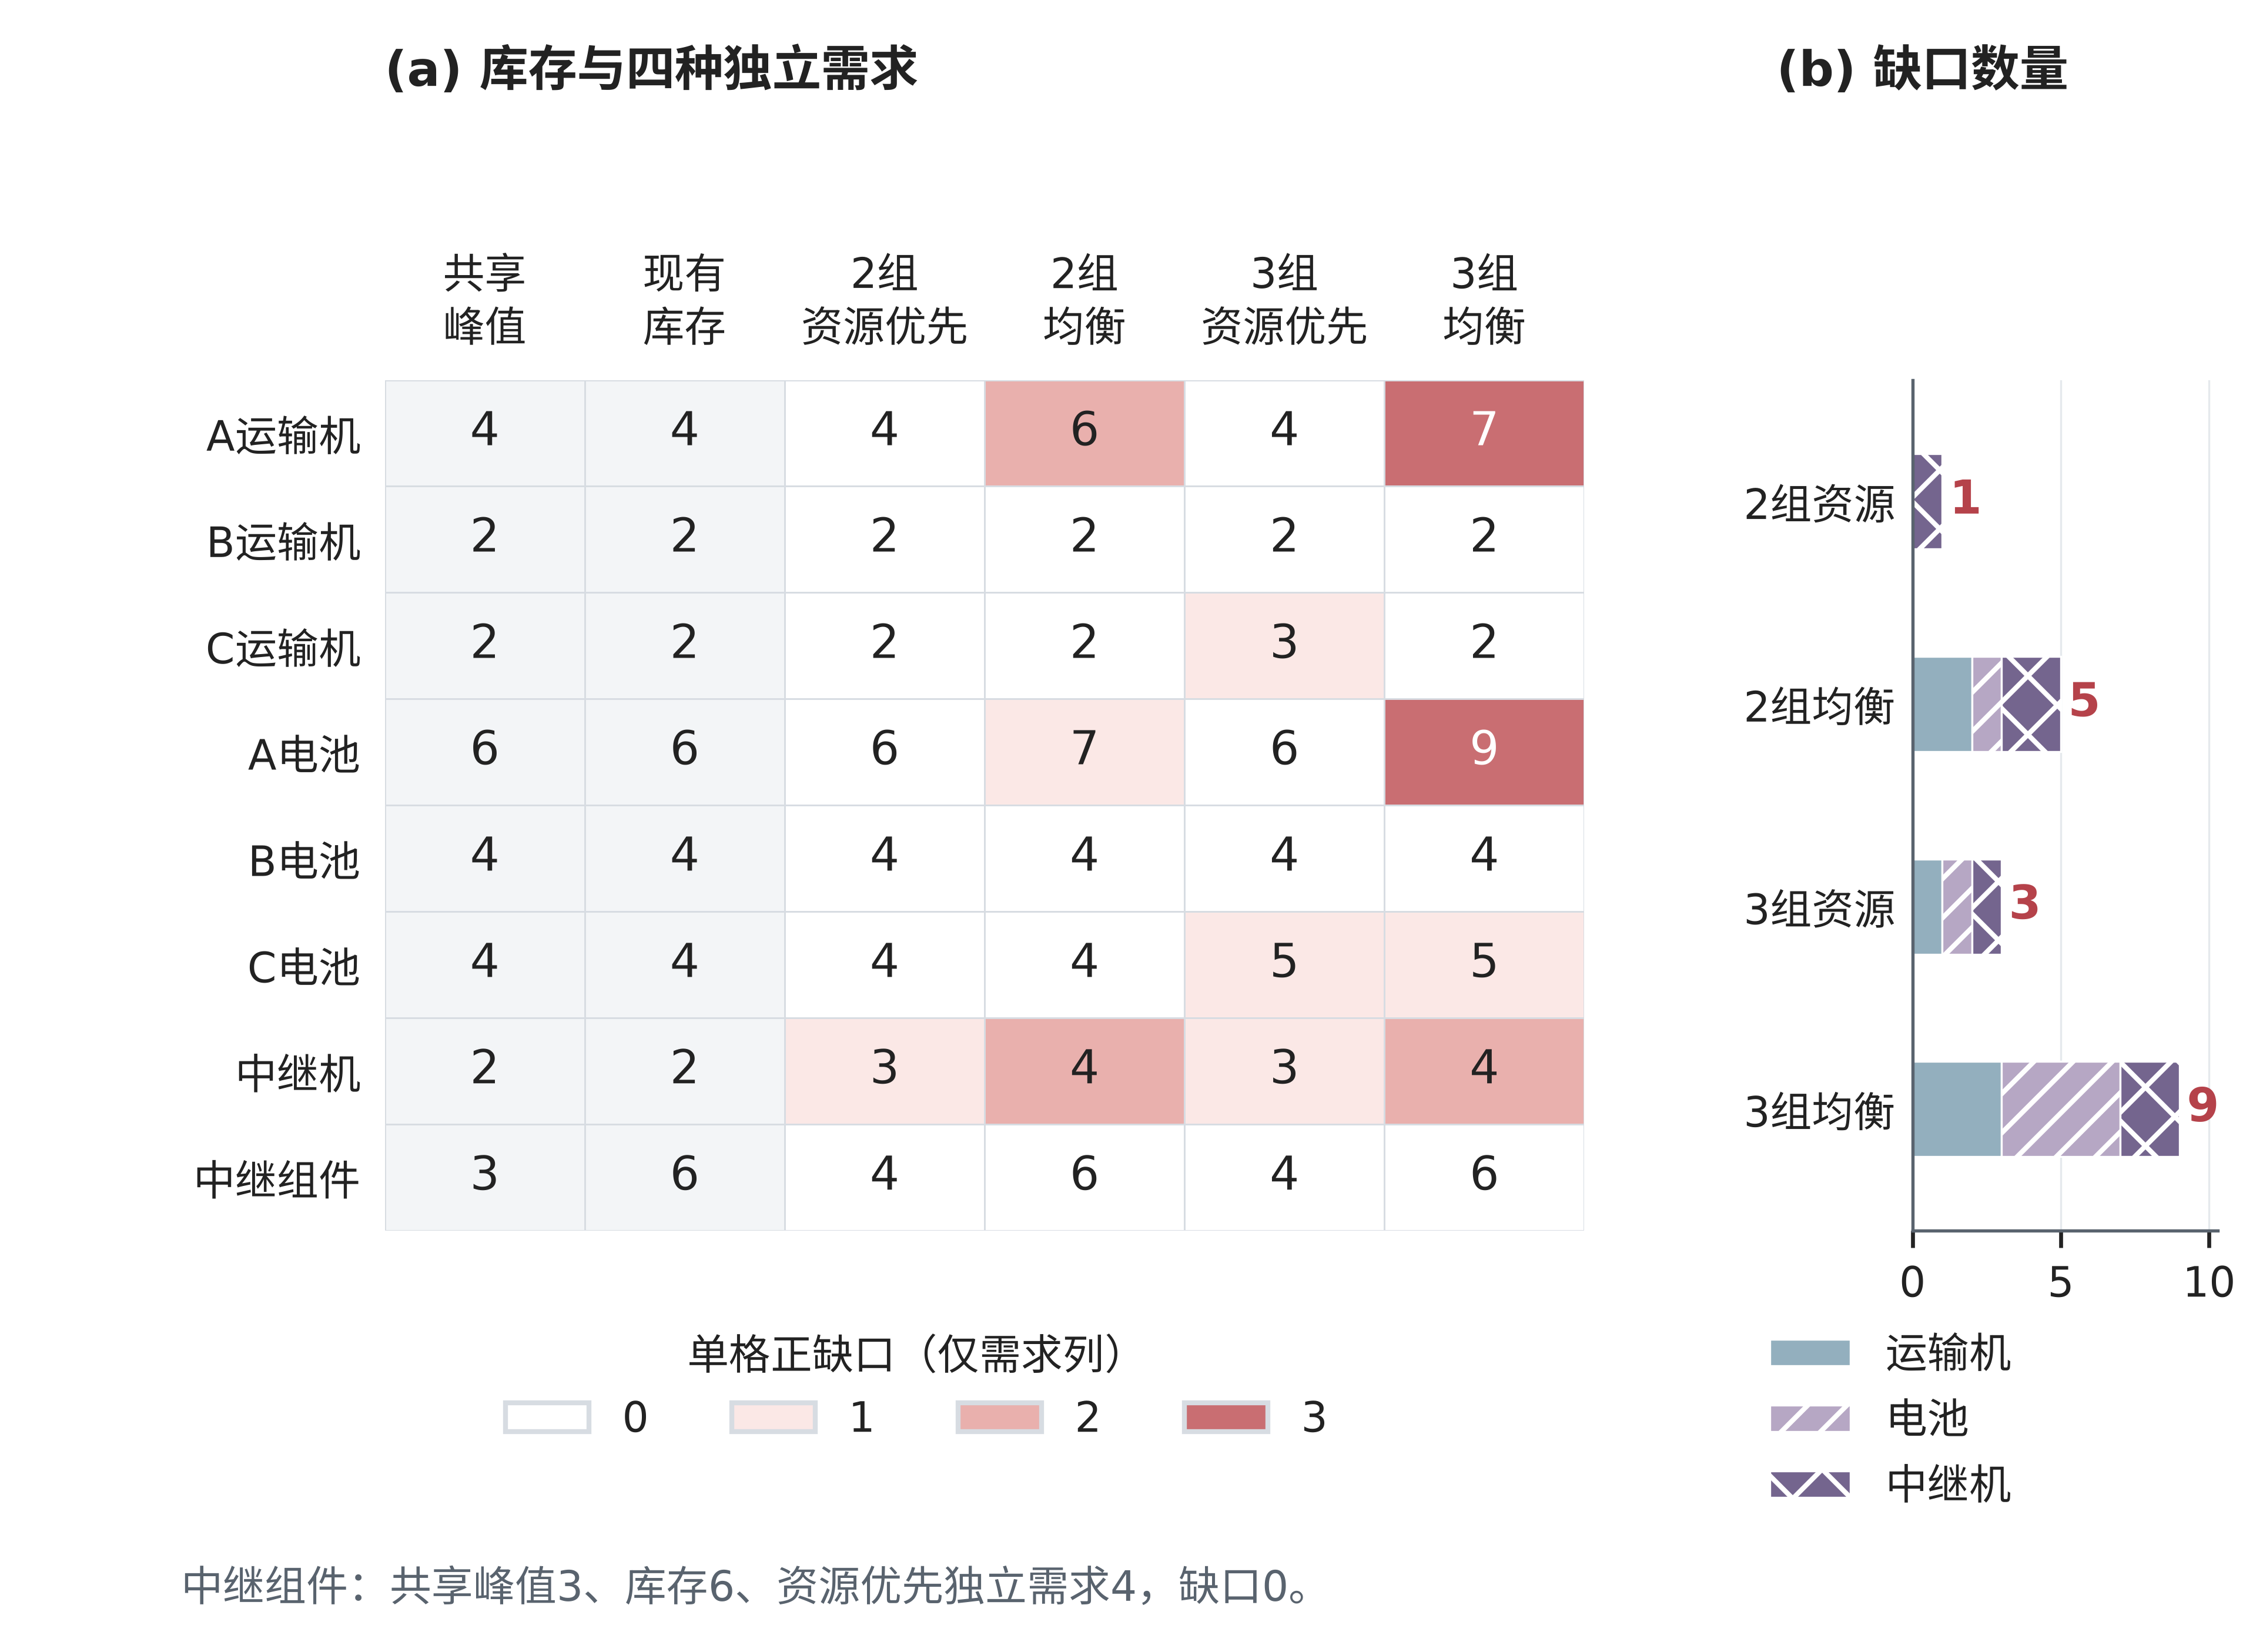 (a) 库存与四种独立需求
共享
峰值
现有
库存
2组
资源优先
2组
均衡
3组
资源优先
3组
均衡
A运输机 4 4 4 6 4 7
B运输机 2 2 2 2 2 2
C运输机 2 2 2 2 3 2
A电池 6 6 6 7 6 9
B电池 4 4 4 4 4 4
C电池 4 4 4 4 5 5
中继机 2 2 3 4 3 4
中继组件 3 6 4 6 4 6
单格正缺口（仅需求列）
0 1 2 3
中继组件：共享峰值3、库存6、资源优先独立需求4，缺口0。
(b) 缺口数量
2组资源 1
2组均衡 5
3组资源 3
3组均衡 9
0 5 10
运输机
电池
中继机